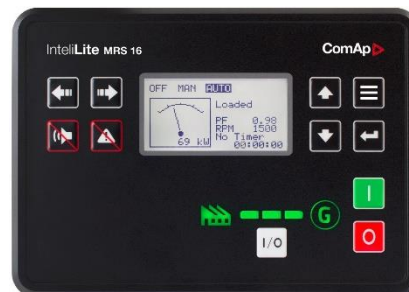 InteliLite MRS 16
ComAp
OFF MAN AUTO
Loaded
PF 0.98
RPM 1500
No Timer
69 kW 00:00:00
I
G
I/O
O